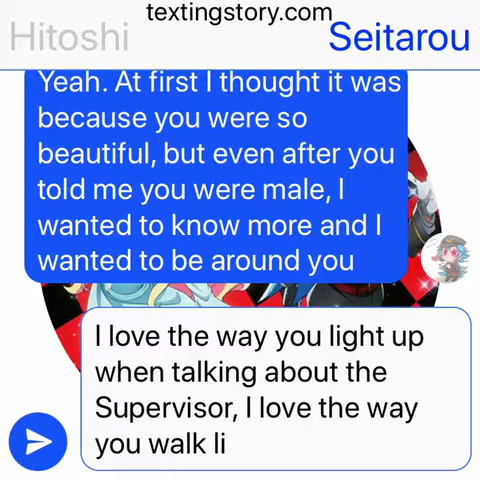 textingstory.com
Hitoshi
Seitarou
Yeah. At first I thought it was
because you were so
beautiful, but even after you
told me you were male, I
wanted to know more and I
wanted to be around you
I love the way you light up
when talking about the
Supervisor, I love the way
you walk li